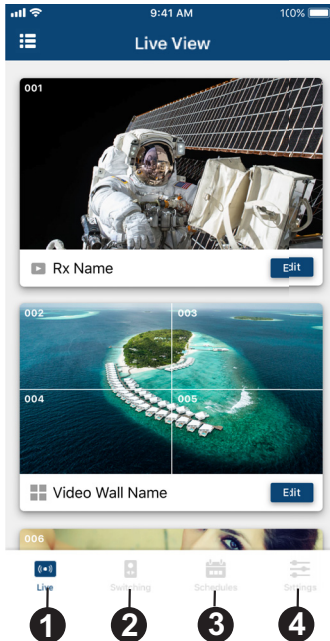 9:41 AM 100%
Live View
001
Rx Name Edit
002 003
004 005
Video Wall Name Edit
006
Live Switching Schedules Settings
1 2 3 4